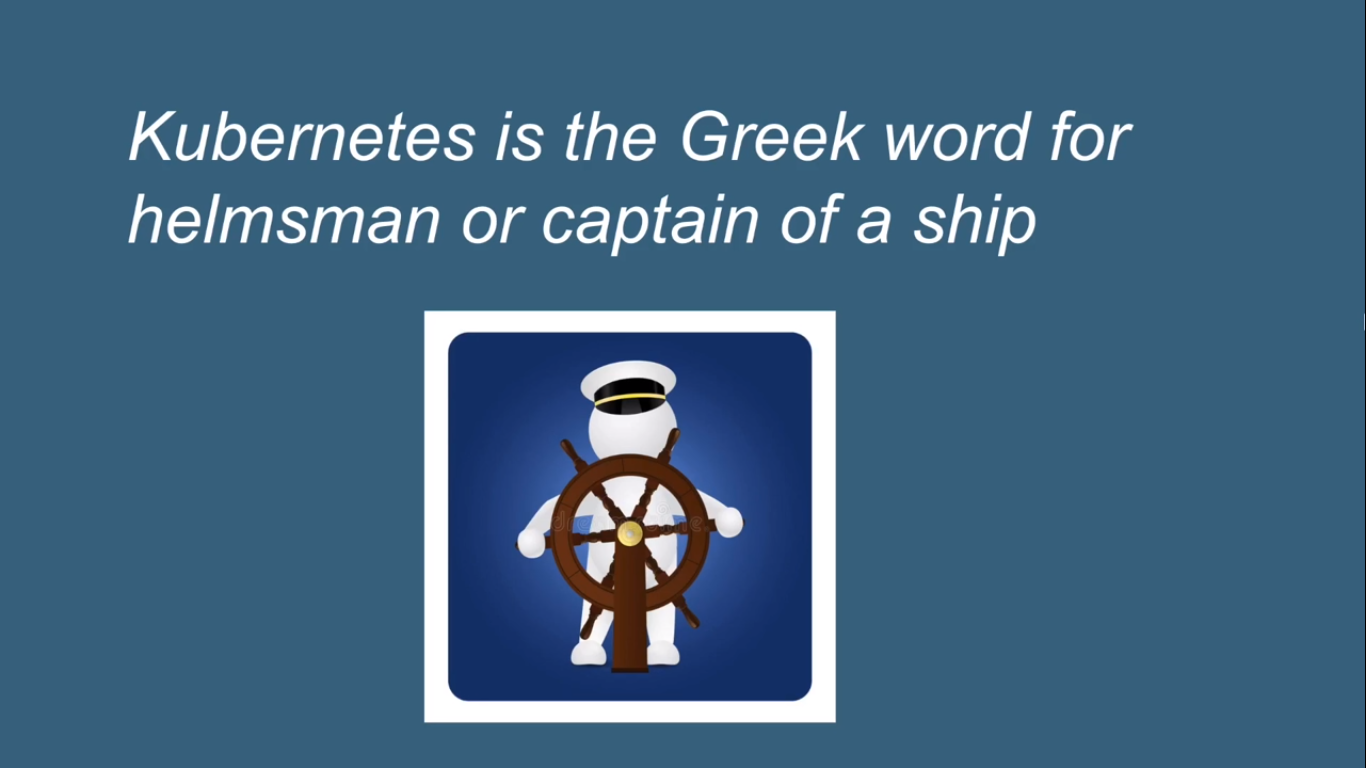 Kubernetes is the Greek word for
helmsman or captain of a ship